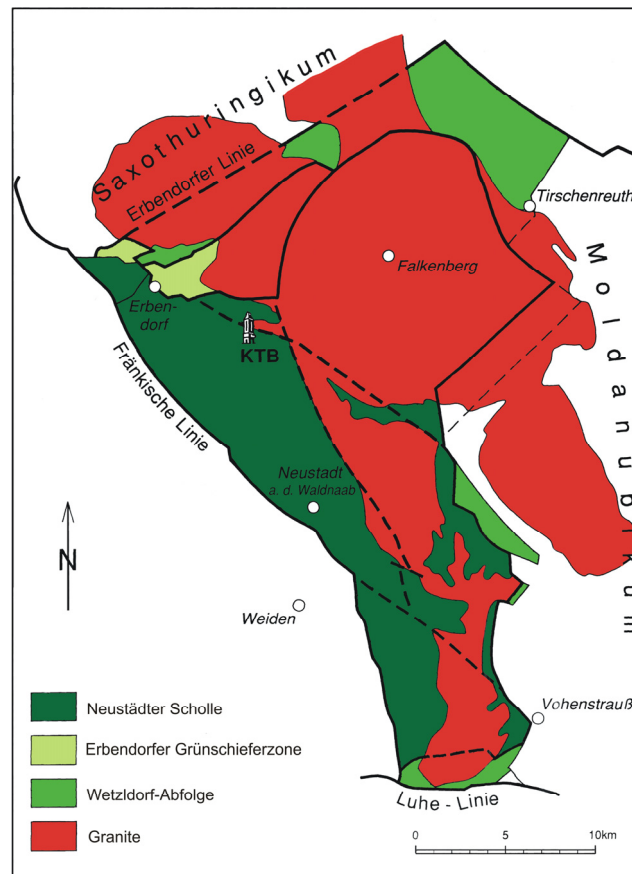 Saxothuringikum
Erbendorfer Linie
Tirschenreuth
Falkenberg
Moldanubikum
Erben-
dorf
KTB
Fränkische Linie
Neustadt
a. d. Waldnaab
N
Weiden
Vohenstrauß
Neustädter Scholle
Erbendorfer Grünschieferzone
Wetzldorf-Abfolge
Granite
Luhe - Linie
0 5 10km